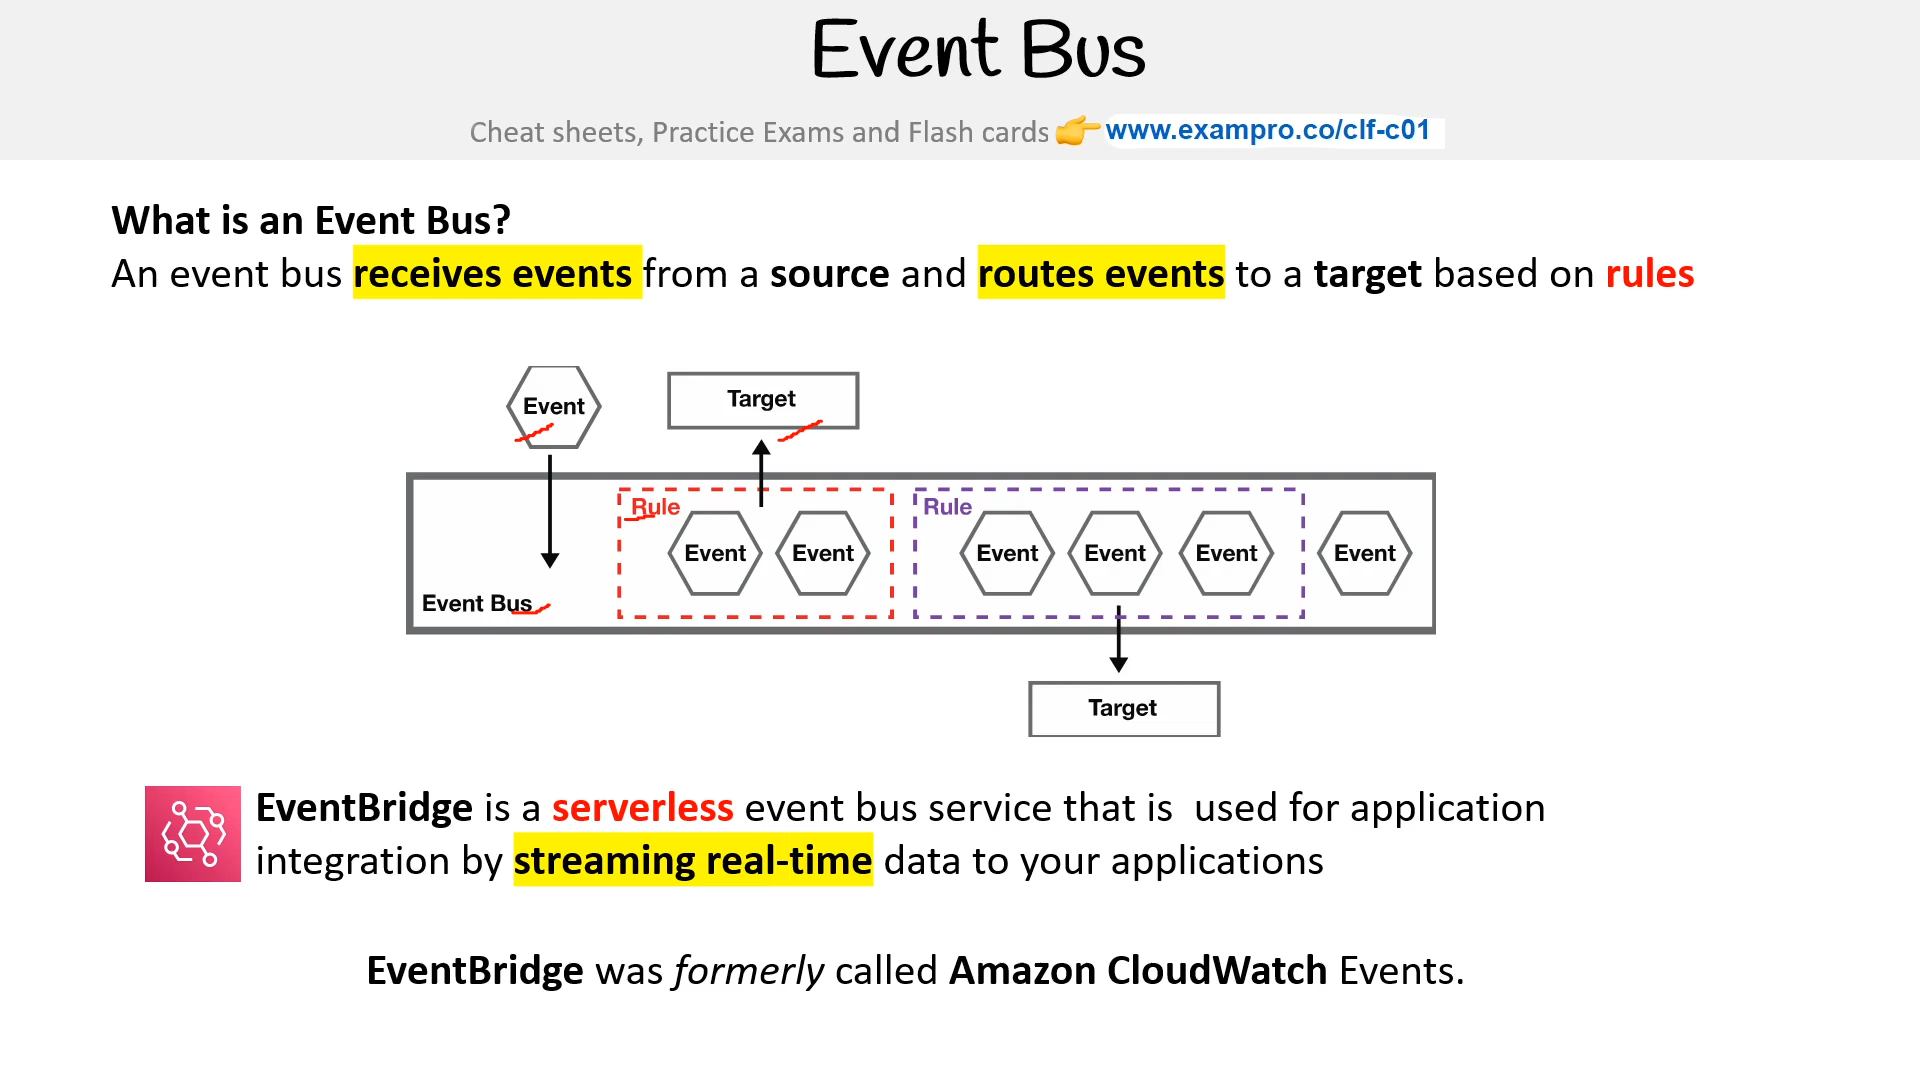 Event Bus
Cheat sheets, Practice Exams and Flash cards 👉 www.exampro.co/clf-c01
What is an Event Bus?
An event bus receives events from a source and routes events to a target based on rules
Event
Target
Rule
Event
Event
Rule
Event
Event
Event
Event
Event Bus
Target
EventBridge is a serverless event bus service that is used for application
integration by streaming real-time data to your applications
EventBridge was formerly called Amazon CloudWatch Events.